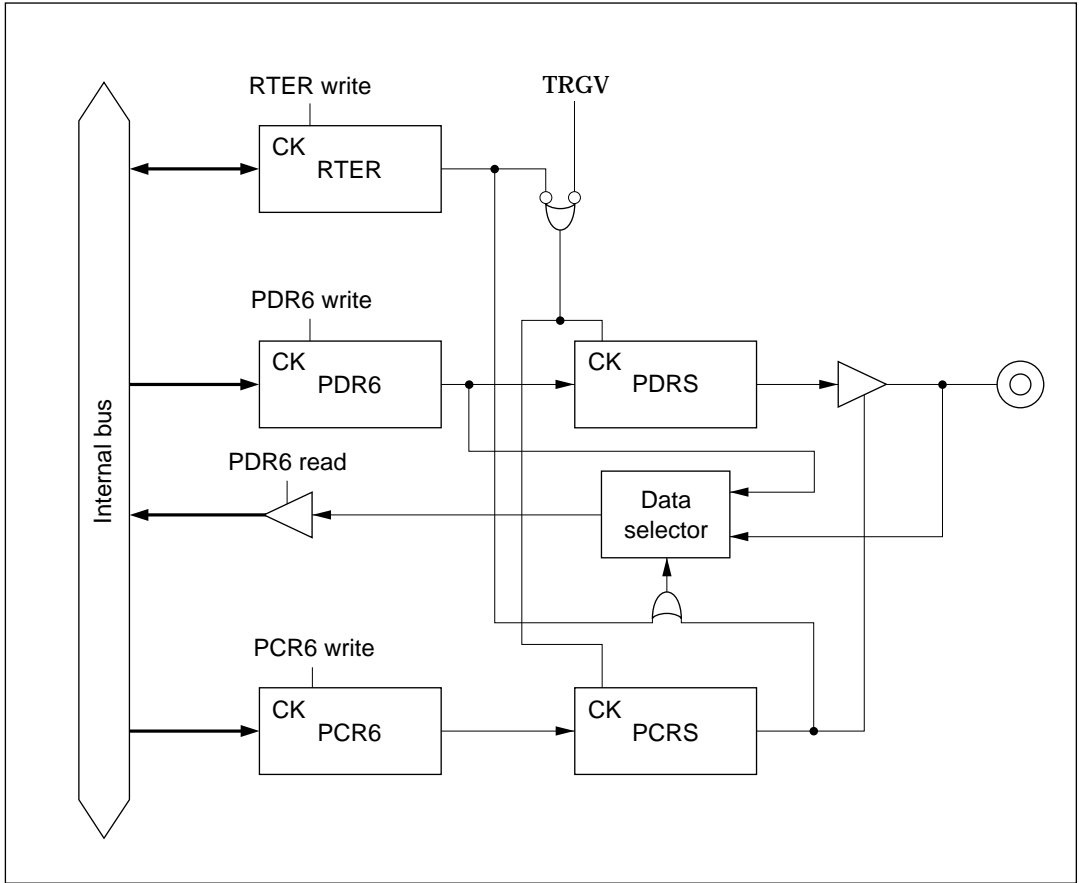 RTER write
TRGV
CK
RTER
PDR6 write
CK
PDR6
CK
PDRS
Internal bus
PDR6 read
Data
selector
PCR6 write
CK
PCR6
CK
PCRS